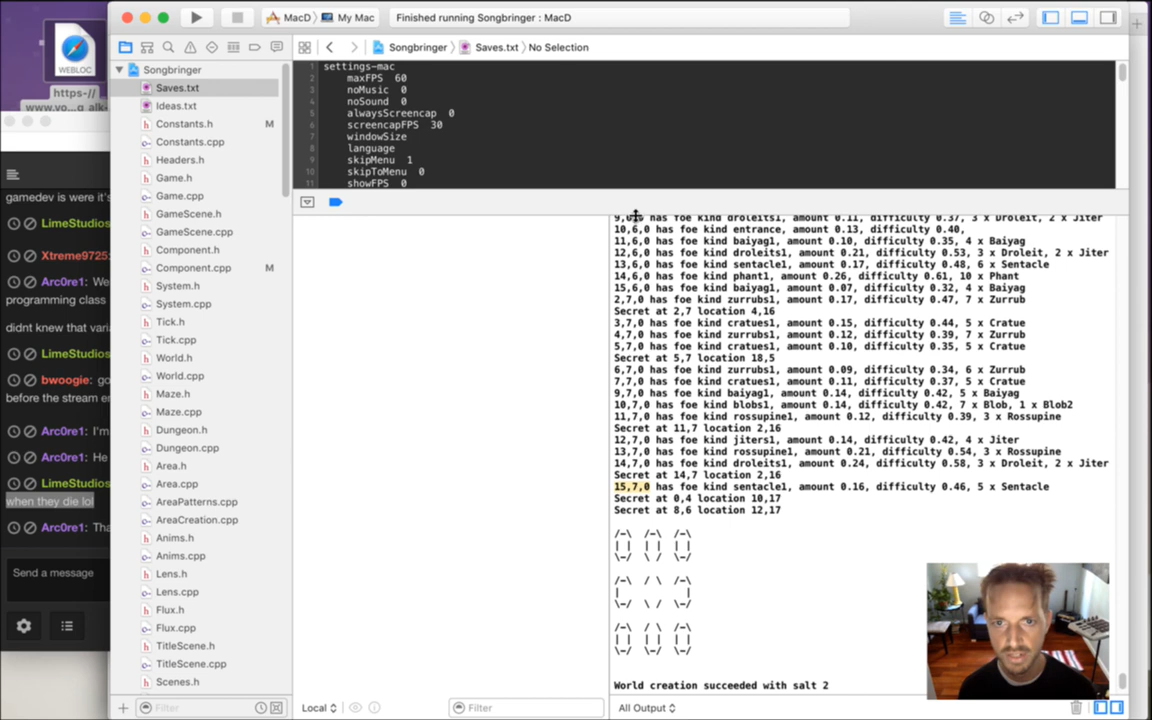 MacD
My Mac
Finished running Songbringer : MacD
WEBLOC
https-//
www.yo...g_alk-
Songbringer
Saves.txt
No Selection
gamedev is were it's
LimeStudios
Xtreme9725:
Arc0re1: We
programming class
didnt knew that varia
LimeStudios
bwoogie: go
before the stream en
Arc0re1: I'm
Arc0re1: He
LimeStudios
when they die lol
Arc0re1: Tha
Send a message
Songbringer
Saves.txt
Ideas.txt
Constants.h M
Constants.cpp
Headers.h
Game.h
Game.cpp
GameScene.h
GameScene.cpp
Component.h
Component.cpp M
System.h
System.cpp
Tick.h
Tick.cpp
World.h
World.cpp
Maze.h
Maze.cpp
Dungeon.h
Dungeon.cpp
Area.h
Area.cpp
AreaPatterns.cpp
AreaCreation.cpp
Anims.h
Anims.cpp
Lens.h
Lens.cpp
Flux.h
Flux.cpp
TitleScene.h
TitleScene.cpp
Scenes.h
Filter
1 settings-mac
2 maxFPS 60
3 noMusic 0
4 noSound 0
5 alwaysScreencap 0
6 screencapFPS 30
7 windowSize
8 language
9 skipMenu 1
10 skipToMenu 0
11 showFPS 0
has foe kind droleits1, amount 0.11, difficulty 0.37, 3 x Droleit, 2 x Jiter
10,6,0 has foe kind entrance, amount 0.13, difficulty 0.40,
11,6,0 has foe kind baiyag1, amount 0.10, difficulty 0.35, 4 x Baiyag
12,6,0 has foe kind droleits1, amount 0.21, difficulty 0.53, 3 x Droleit, 2 x Jiter
13,6,0 has foe kind sentacle1, amount 0.17, difficulty 0.48, 6 x Sentacle
14,6,0 has foe kind phant1, amount 0.26, difficulty 0.61, 10 x Phant
15,6,0 has foe kind baiyag1, amount 0.07, difficulty 0.32, 4 x Baiyag
2,7,0 has foe kind zurrubs1, amount 0.17, difficulty 0.47, 7 x Zurrub
Secret at 2,7 location 4,16
3,7,0 has foe kind cratues1, amount 0.15, difficulty 0.44, 5 x Cratue
4,7,0 has foe kind zurrubs1, amount 0.12, difficulty 0.39, 7 x Zurrub
5,7,0 has foe kind cratues1, amount 0.10, difficulty 0.35, 5 x Cratue
Secret at 5,7 location 18,5
6,7,0 has foe kind zurrubs1, amount 0.09, difficulty 0.34, 6 x Zurrub
7,7,0 has foe kind cratues1, amount 0.11, difficulty 0.37, 5 x Cratue
9,7,0 has foe kind baiyag1, amount 0.14, difficulty 0.42, 5 x Baiyag
10,7,0 has foe kind blobs1, amount 0.14, difficulty 0.42, 7 x Blob, 1 x Blob2
11,7,0 has foe kind rossupine1, amount 0.12, difficulty 0.39, 3 x Rossupine
Secret at 11,7 location 2,16
12,7,0 has foe kind jiters1, amount 0.14, difficulty 0.42, 4 x Jiter
13,7,0 has foe kind rossupine1, amount 0.21, difficulty 0.54, 3 x Rossupine
14,7,0 has foe kind droleits1, amount 0.24, difficulty 0.58, 3 x Droleit, 2 x Jiter
Secret at 14,7 location 2,16
15,7,0 has foe kind sentacle1, amount 0.16, difficulty 0.46, 5 x Sentacle
Secret at 0,4 location 10,17
Secret at 8,6 location 12,17
/-\ /-\ /-\
| | | | | |
\-/ \ / \-/
/-\ / \ /-\
| |
\-/ \ / \-/
/-\ / \ /-\
| | | | | |
\-/ \-/ \-/
World creation succeeded with salt 2
Local
Filter
All Output